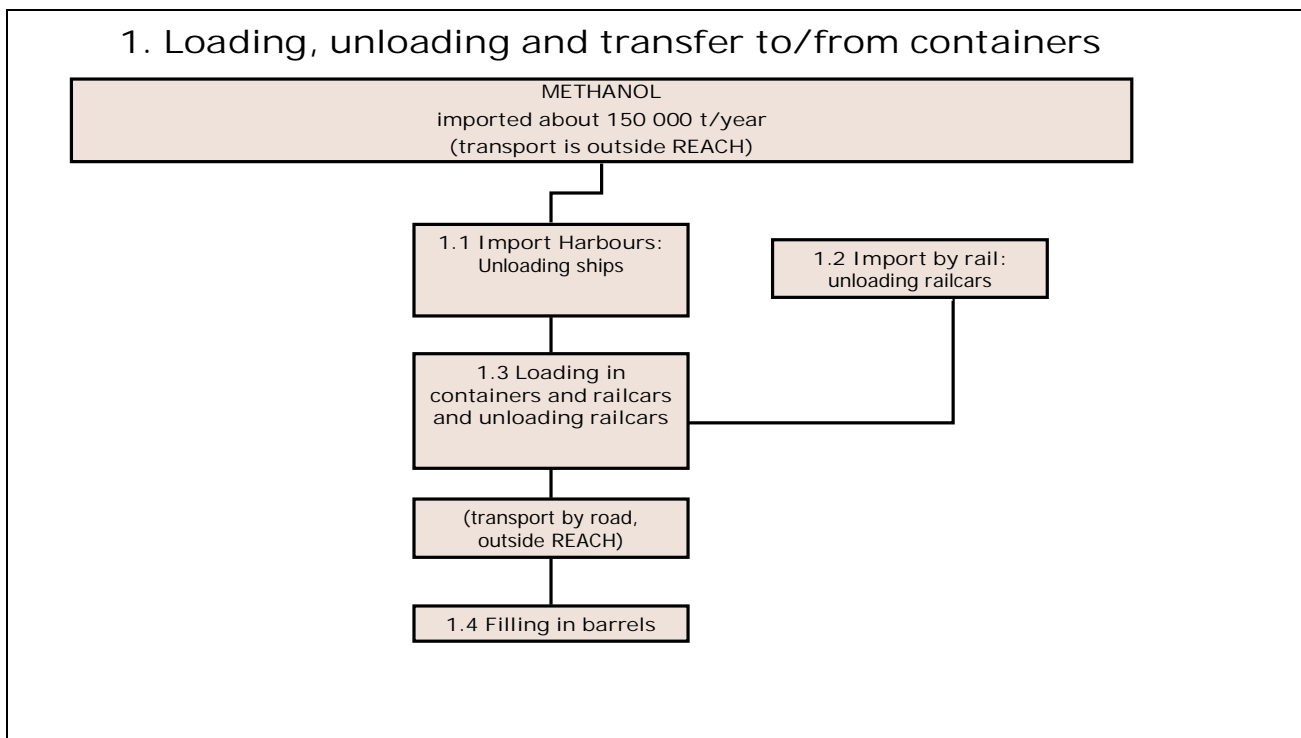 1. Loading, unloading and transfer to/from containers
METHANOL
imported about 150 000 t/year
(transport is outside REACH)
1.1 Import Harbours:
Unloading ships
1.2 Import by rail:
unloading railcars
1.3 Loading in
containers and railcars
and unloading railcars
(transport by road,
outside REACH)
1.4 Filling in barrels